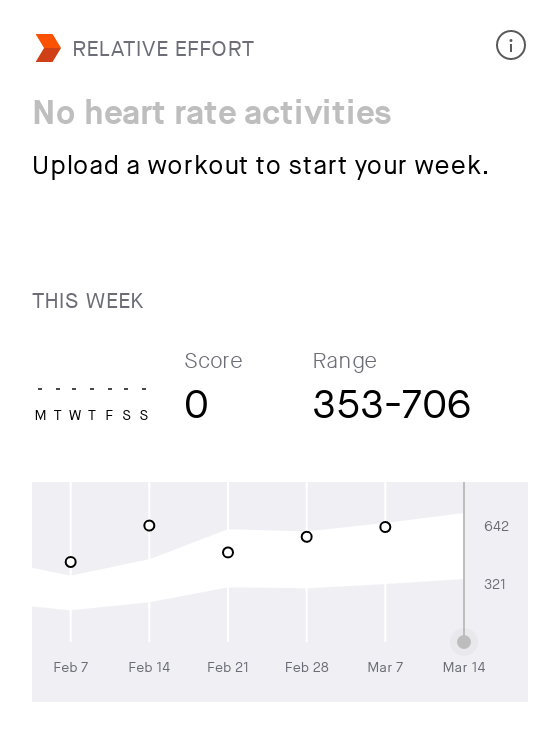 RELATIVE EFFORT
No heart rate activities
Upload a workout to start your week.
THIS WEEK
Score Range
- - - - - - -
M T W T F S S 0 353-706
642
321
Feb 7 Feb 14 Feb 21 Feb 28 Mar 7 Mar 14